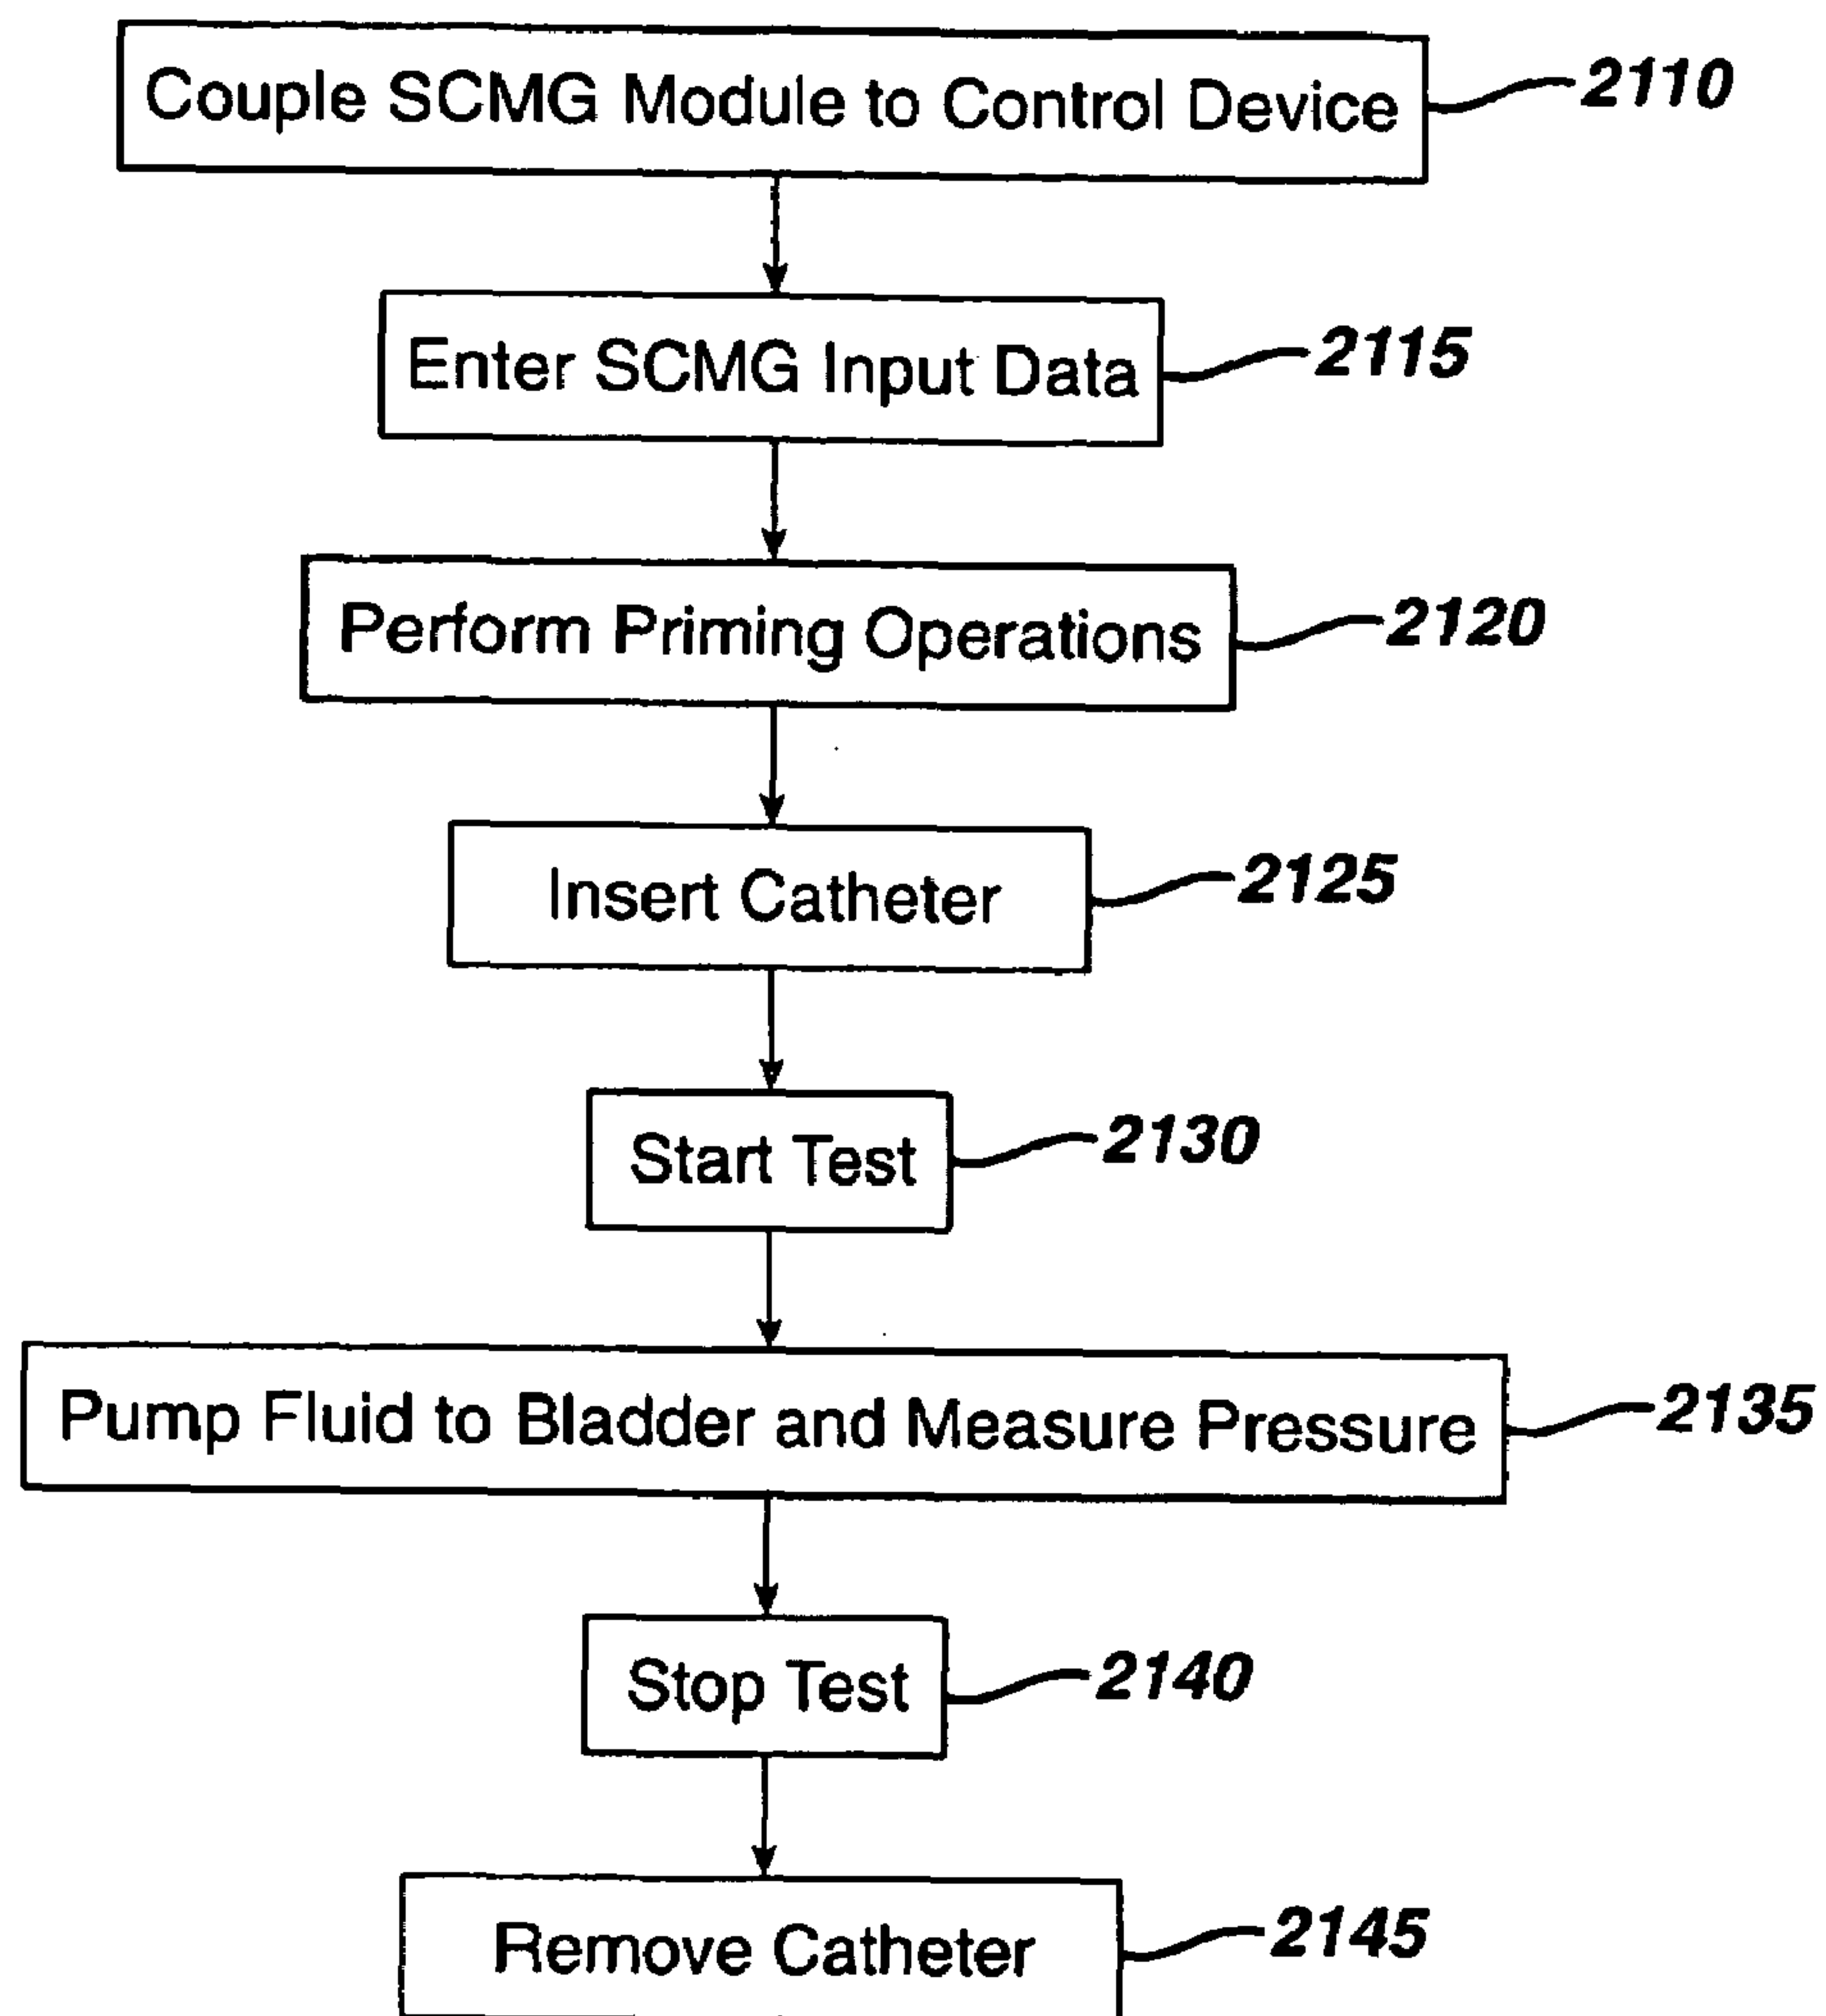 Couple SCMG Module to Control Device 2110
Enter SCMG Input Data 2115
Perform Priming Operations 2120
Insert Catheter 2125
Start Test 2130
Pump Fluid to Bladder and Measure Pressure 2135
Stop Test 2140
Remove Catheter 2145